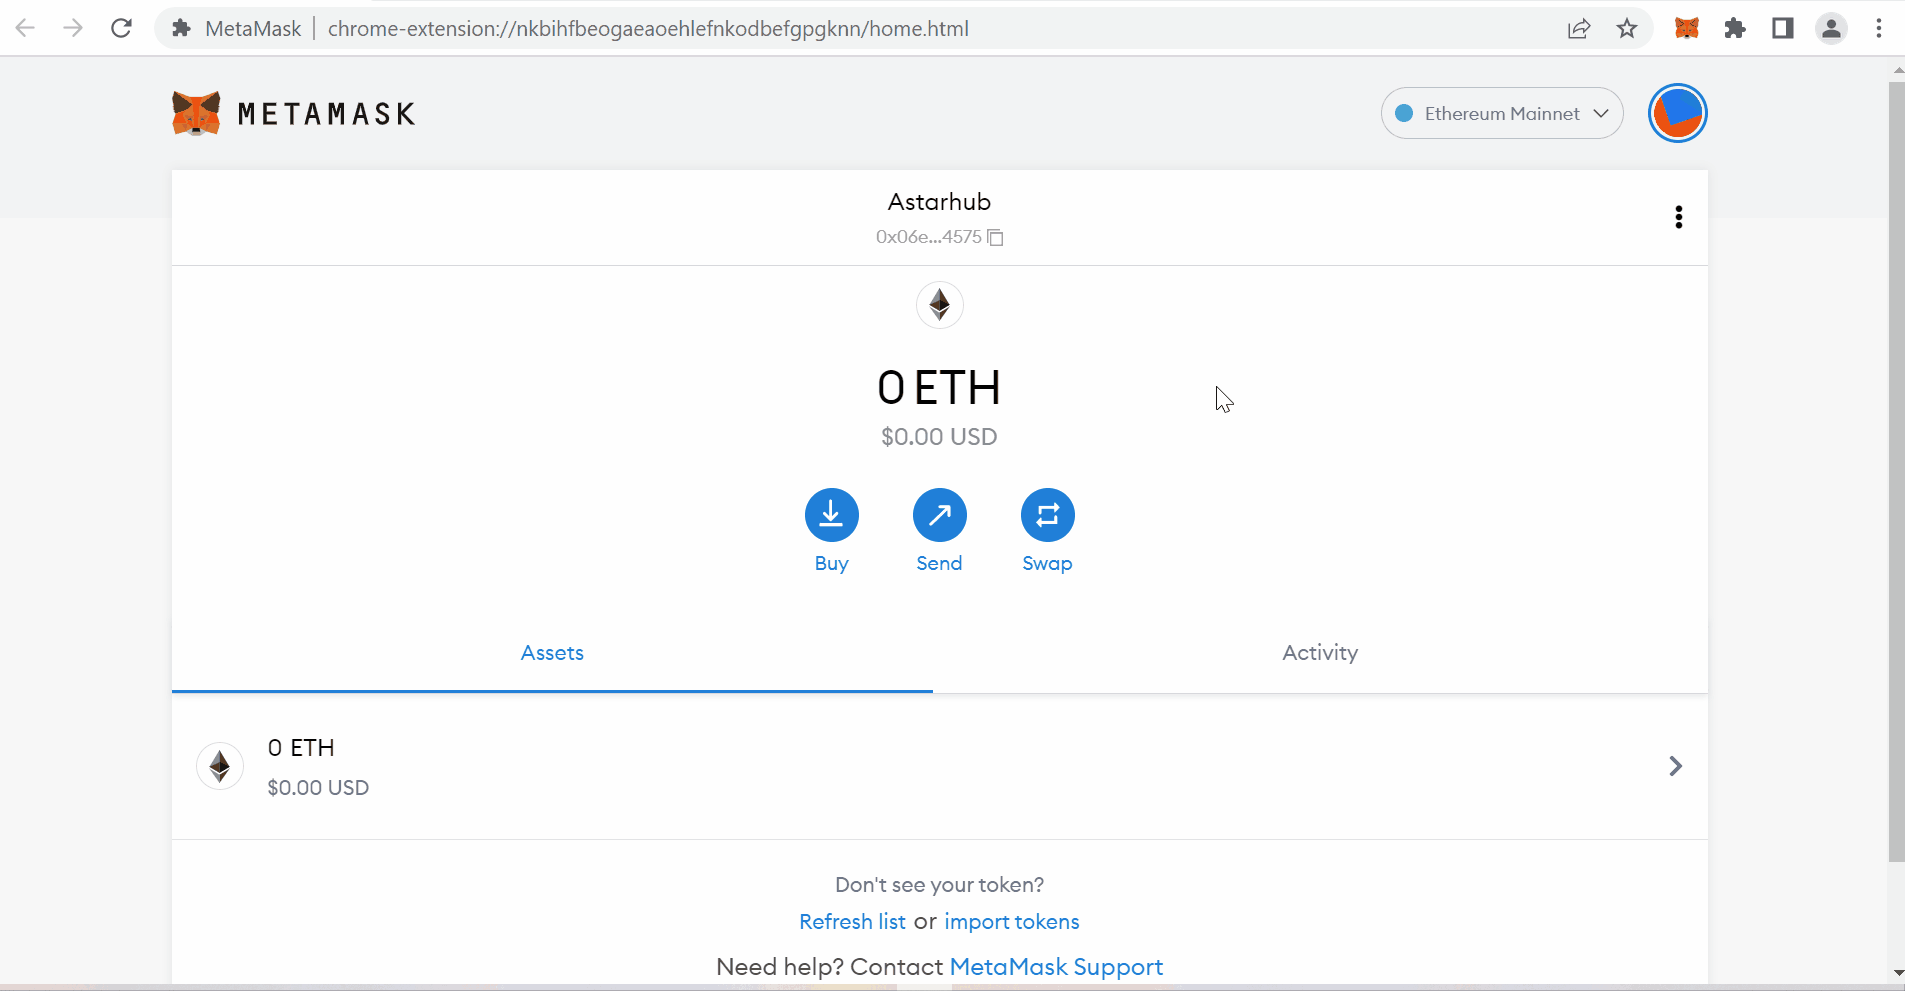 MetaMask | chrome-extension://nkbihfbeogaeaoehlefnkodbefgpgknn/home.html
METAMASK
Ethereum Mainnet
Astarhub
0x06e...4575
0 ETH
$0.00 USD
Buy Send Swap
Assets Activity
0 ETH
$0.00 USD
Don't see your token?
Refresh list or import tokens
Need help? Contact MetaMask Support